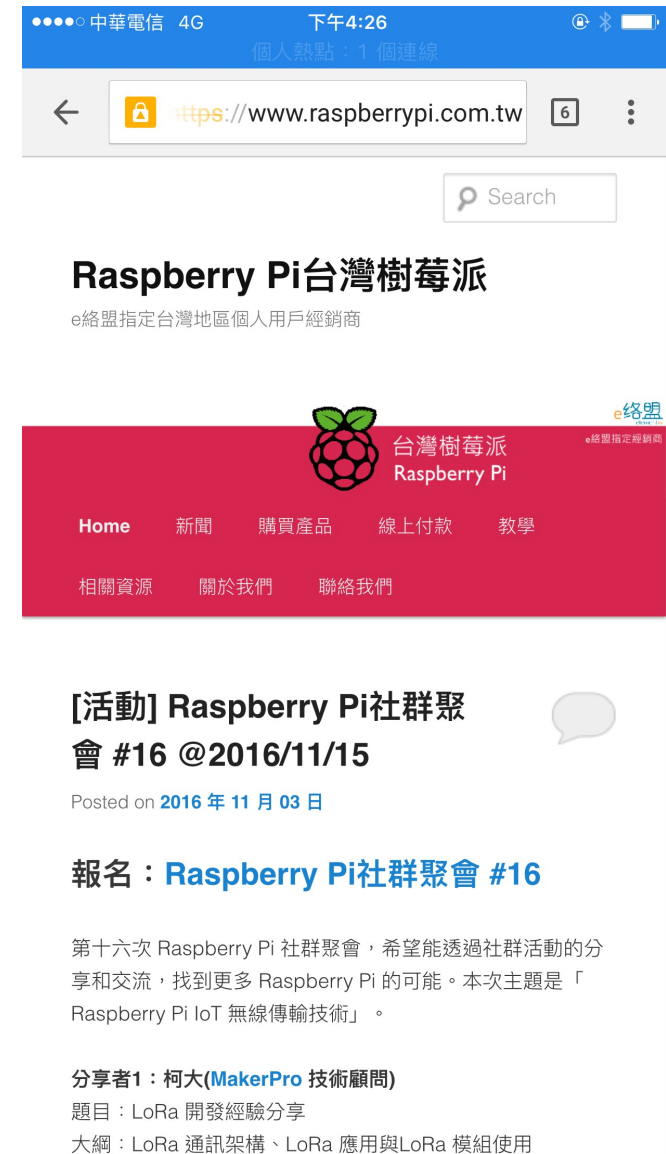 中華電信 4G 下午4:26
個人熱點：1 個連線
https://www.raspberrypi.com.tw 6
Search
Raspberry Pi台灣樹莓派
e絡盟指定台灣地區個人用戶經銷商
e络盟
e絡盟指定經銷商
台灣樹莓派
Raspberry Pi
Home 新聞 購買產品 線上付款 教學
相關資源 關於我們 聯絡我們
[活動] Raspberry Pi社群聚
會 #16 @2016/11/15
Posted on 2016 年 11 月 03 日
報名：Raspberry Pi社群聚會 #16
第十六次 Raspberry Pi 社群聚會，希望能透過社群活動的分
享和交流，找到更多 Raspberry Pi 的可能。本次主題是「
Raspberry Pi IoT 無線傳輸技術」。
分享者1：柯大(MakerPro 技術顧問)
題目：LoRa 開發經驗分享
大綱：LoRa 通訊架構、LoRa 應用與LoRa 模組使用